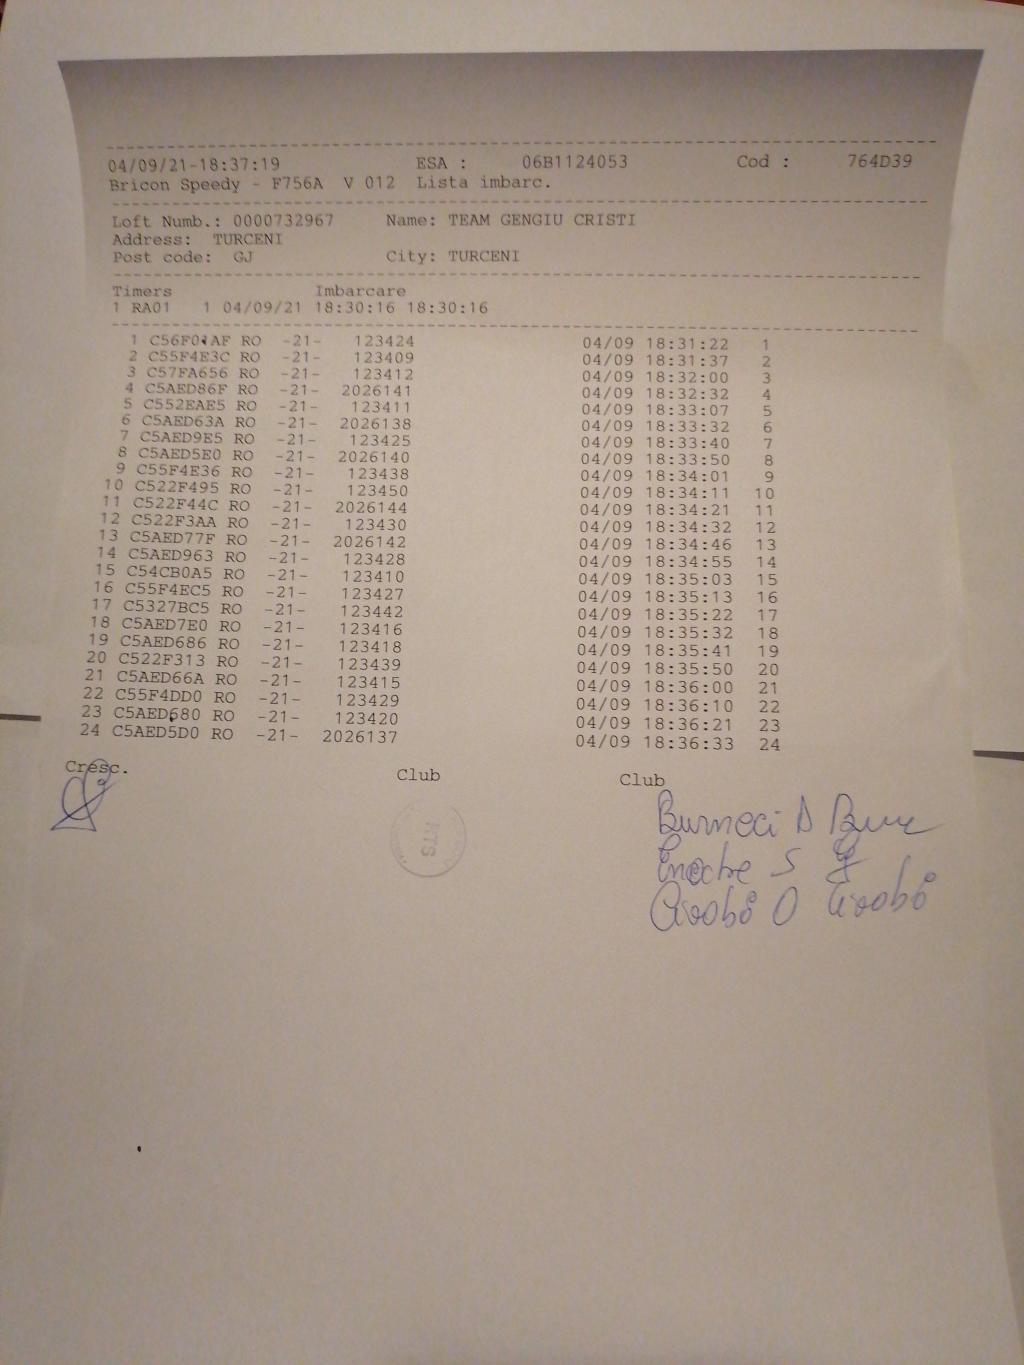 04/09/21-18:37:19 ESA : 06B1124053 Cod : 764D39
Bricon Speedy - F756A V 012 Lista imbarc.
Loft Numb.: 0000732967 Name: TEAM GENGIU CRISTI
Address: TURCENI
Post code: GJ City: TURCENI
Timers Imbarcare
1 RA01 1 04/09/21 18:30:16 18:30:16
1 RO -21- 123424 04/09 18:31:22 1
2 C55F4E3C RO -21- 123409 04/09 18:31:37 2
3 C57FA656 RO -21- 123412 04/09 18:32:00 3
4 C5AED86F RO -21- 2026141 04/09 18:32:32 4
5 C552EAE5 RO -21- 123411 04/09 18:33:07 5
6 C5AED63A RO -21- 2026138 04/09 18:33:32 6
7 C5AED9E5 RO -21- 123425 04/09 18:33:40 7
8 C5AED5E0 RO -21- 2026140 04/09 18:33:50 8
9 C55F4E36 RO -21- 123438 04/09 18:34:01 9
10 C522F495 RO -21- 123450 04/09 18:34:11 10
11 C522F44C RO -21- 2026144 04/09 18:34:21 11
12 C522F3AA RO -21- 123430 04/09 18:34:32 12
13 C5AED77F RO -21- 2026142 04/09 18:34:46 13
14 C5AED963 RO -21- 123428 04/09 18:34:55 14
15 C54CB0A5 RO -21- 123410 04/09 18:35:03 15
16 C55F4EC5 RO -21- 123427 04/09 18:35:13 16
17 C5327BC5 RO -21- 123442 04/09 18:35:22 17
18 C5AED7E0 RO -21- 123416 04/09 18:35:32 18
19 C5AED686 RO -21- 123418 04/09 18:35:41 19
20 C522F313 RO -21- 123439 04/09 18:35:50 20
21 C5AED66A RO -21- 123415 04/09 18:36:00 21
22 C55F4DD0 RO -21- 123429 04/09 18:36:10 22
23 C5AED680 RO -21- 123420 04/09 18:36:21 23
24 C5AED5D0 RO -21- 2026137 04/09 18:36:33 24
Cresc. Club Club